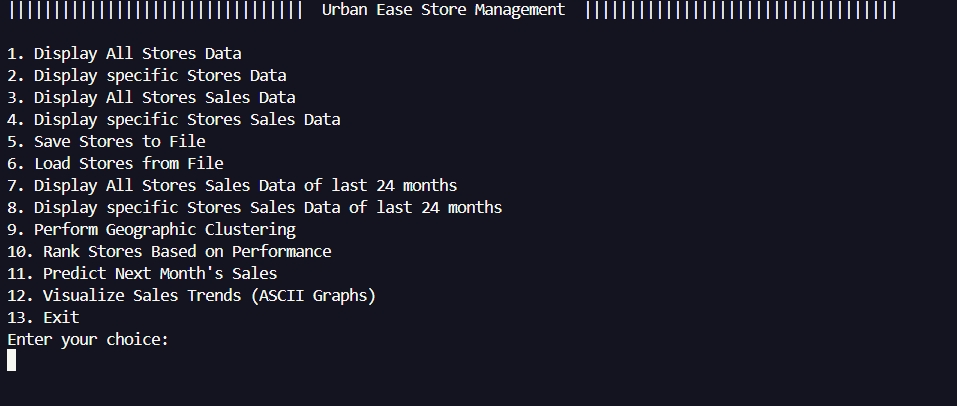 ||||||||||||||||||||||||||||||||| Urban Ease Store Management |||||||||||||||||||||||||||||||||||
1. Display All Stores Data
2. Display specific Stores Data
3. Display All Stores Sales Data
4. Display specific Stores Sales Data
5. Save Stores to File
6. Load Stores from File
7. Display All Stores Sales Data of last 24 months
8. Display specific Stores Sales Data of last 24 months
9. Perform Geographic Clustering
10. Rank Stores Based on Performance
11. Predict Next Month's Sales
12. Visualize Sales Trends (ASCII Graphs)
13. Exit
Enter your choice: